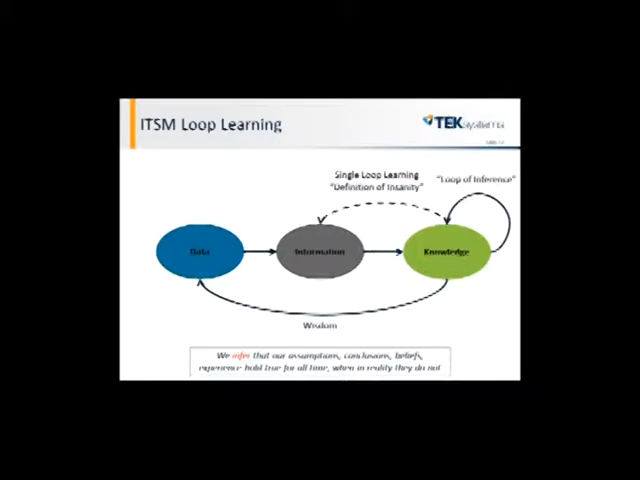 ITSM Loop Learning
TEKsystems
Single Loop Learning
"Definition of Insanity"
"Loop of Inference"
Data
Information
Knowledge
Wisdom
We infer that our assumptions, conclusions, beliefs,
experience hold true for all time, when in reality they do not